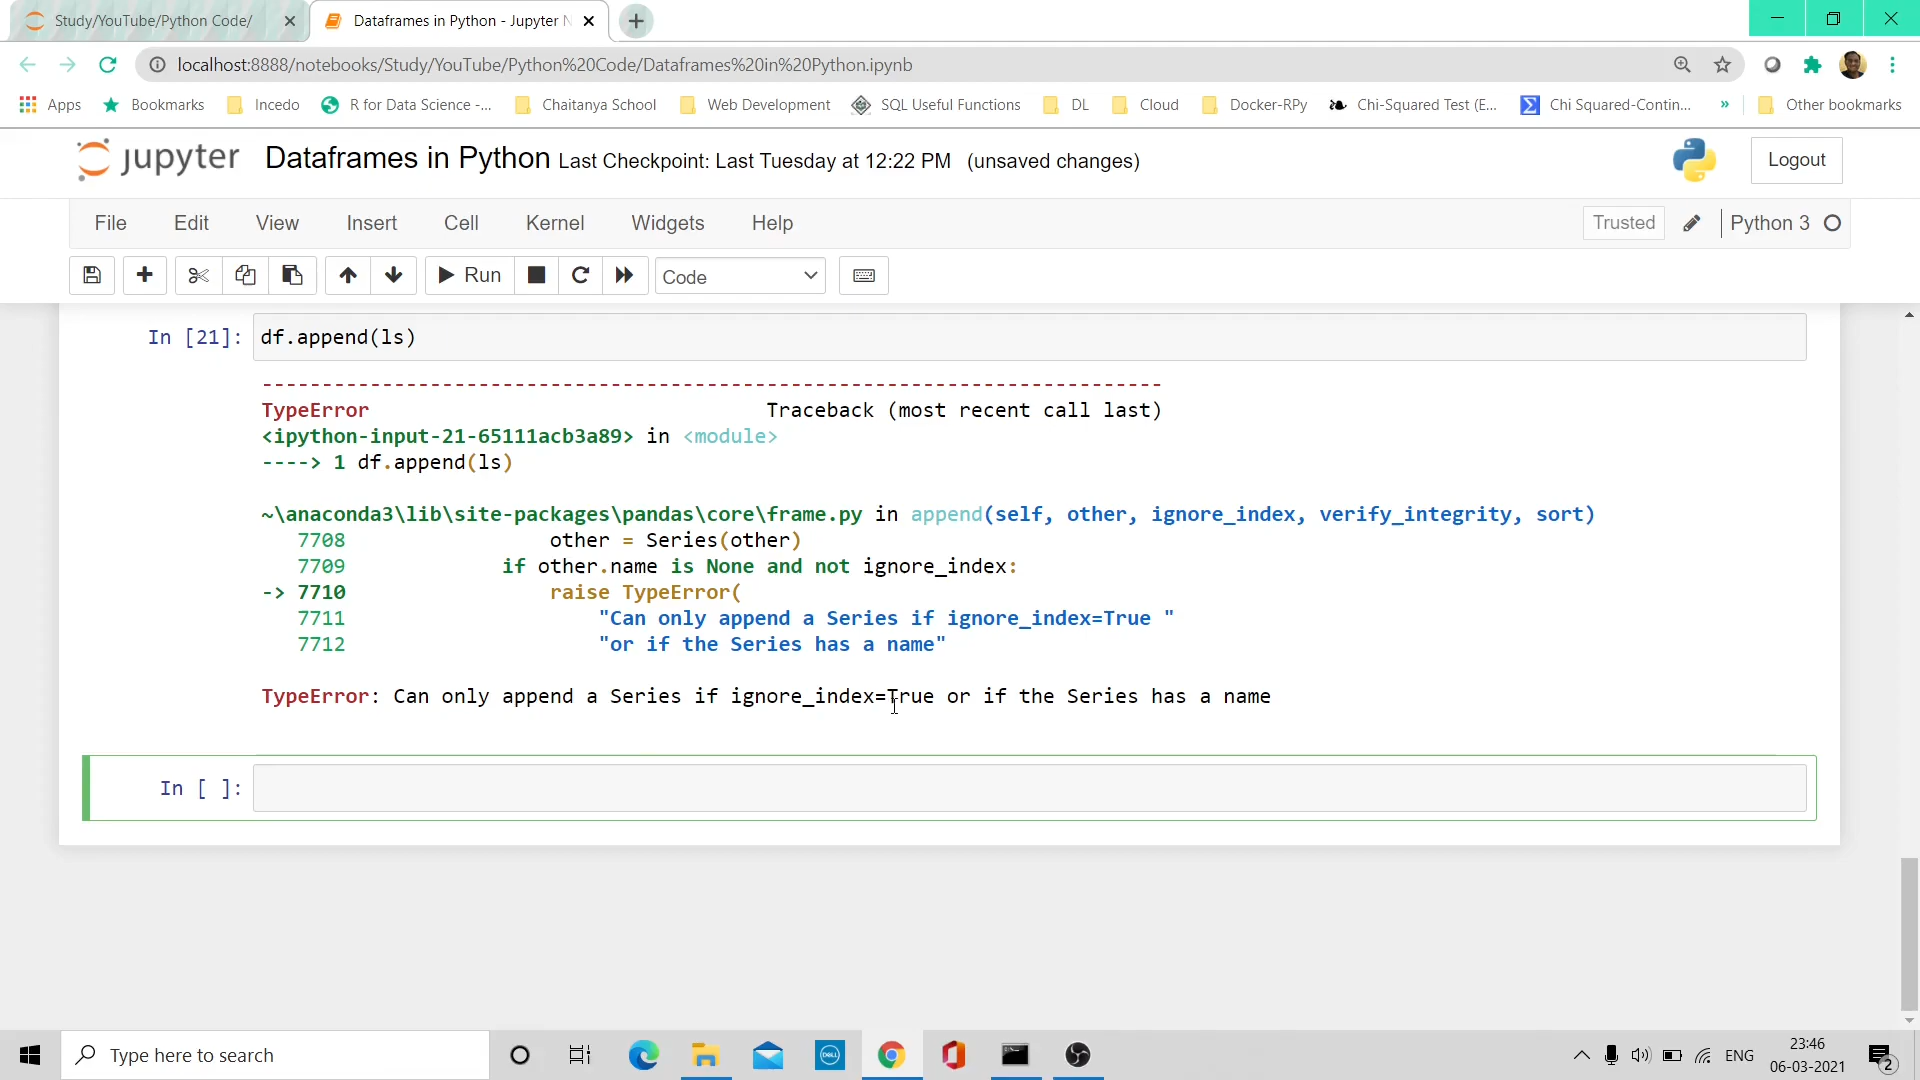 Study/YouTube/Python Code/
Dataframes in Python - Jupyter N
localhost:8888/notebooks/Study/YouTube/Python%20Code/Dataframes%20in%20Python.ipynb
Apps Bookmarks Incedo R for Data Science -... Chaitanya School Web Development SQL Useful Functions DL Cloud Docker-RPy Chi-Squared Test (E... Chi Squared-Contin... » Other bookmarks
jupyter Dataframes in Python Last Checkpoint: Last Tuesday at 12:22 PM (unsaved changes)
Logout
File Edit View Insert Cell Kernel Widgets Help
Trusted
Python 3
Run
Code
In [21]: df.append(ls)
---------------------------------------------------------------------------
TypeError Traceback (most recent call last)
<ipython-input-21-65111acb3a89> in <module>
----> 1 df.append(ls)
~\anaconda3\lib\site-packages\pandas\core\frame.py in append(self, other, ignore_index, verify_integrity, sort)
7708 other = Series(other)
7709 if other.name is None and not ignore_index:
-> 7710 raise TypeError(
7711 "Can only append a Series if ignore_index=True "
7712 "or if the Series has a name"
TypeError: Can only append a Series if ignore_index=True or if the Series has a name
In [ ]:
Type here to search
DELL
ENG
23:46
06-03-2021
2